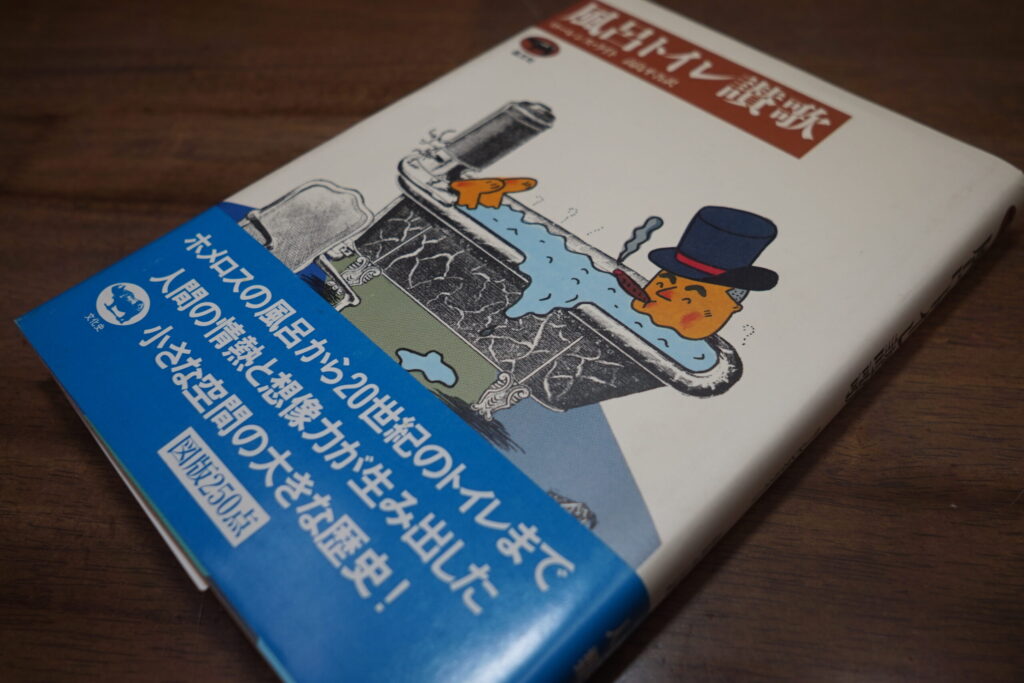 風呂トイレ讃歌
晶文社
ホメロスの風呂から20世紀のトイレまで
人間の情熱と想像力が生み出した
小さな空間の大きな歴史！
図版250点
文化史